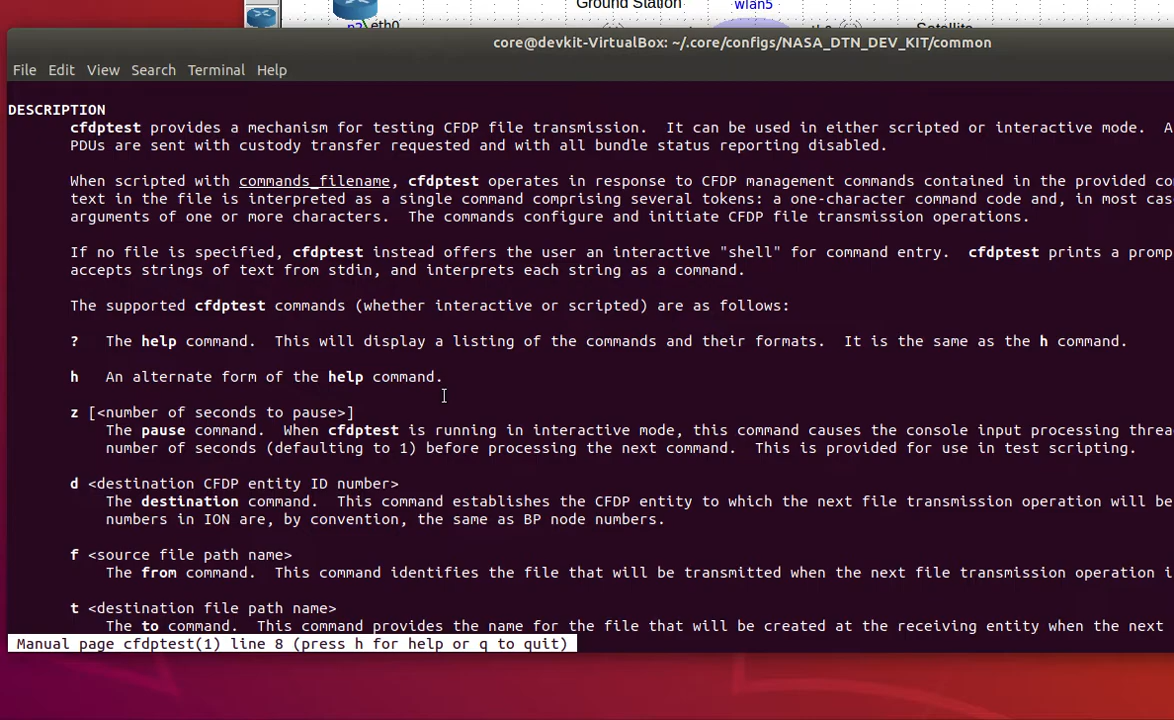 Ground Station
wlan5
eth0
core@devkit-VirtualBox: ~/.core/configs/NASA_DTN_DEV_KIT/common
File Edit View Search Terminal Help
DESCRIPTION
cfdptest provides a mechanism for testing CFDP file transmission. It can be used in either scripted or interactive mode. A
PDUs are sent with custody transfer requested and with all bundle status reporting disabled.
When scripted with commands_filename, cfdptest operates in response to CFDP management commands contained in the provided co
text in the file is interpreted as a single command comprising several tokens: a one-character command code and, in most cas
arguments of one or more characters. The commands configure and initiate CFDP file transmission operations.
If no file is specified, cfdptest instead offers the user an interactive "shell" for command entry. cfdptest prints a promp
accepts strings of text from stdin, and interprets each string as a command.
The supported cfdptest commands (whether interactive or scripted) are as follows:
? The help command. This will display a listing of the commands and their formats. It is the same as the h command.
h An alternate form of the help command.
z [<number of seconds to pause>]
The pause command. When cfdptest is running in interactive mode, this command causes the console input processing threa
number of seconds (defaulting to 1) before processing the next command. This is provided for use in test scripting.
d <destination CFDP entity ID number>
The destination command. This command establishes the CFDP entity to which the next file transmission operation will be
numbers in ION are, by convention, the same as BP node numbers.
f <source file path name>
The from command. This command identifies the file that will be transmitted when the next file transmission operation i
t <destination file path name>
The to command. This command provides the name for the file that will be created at the receiving entity when the next
Manual page cfdptest(1) line 8 (press h for help or q to quit)